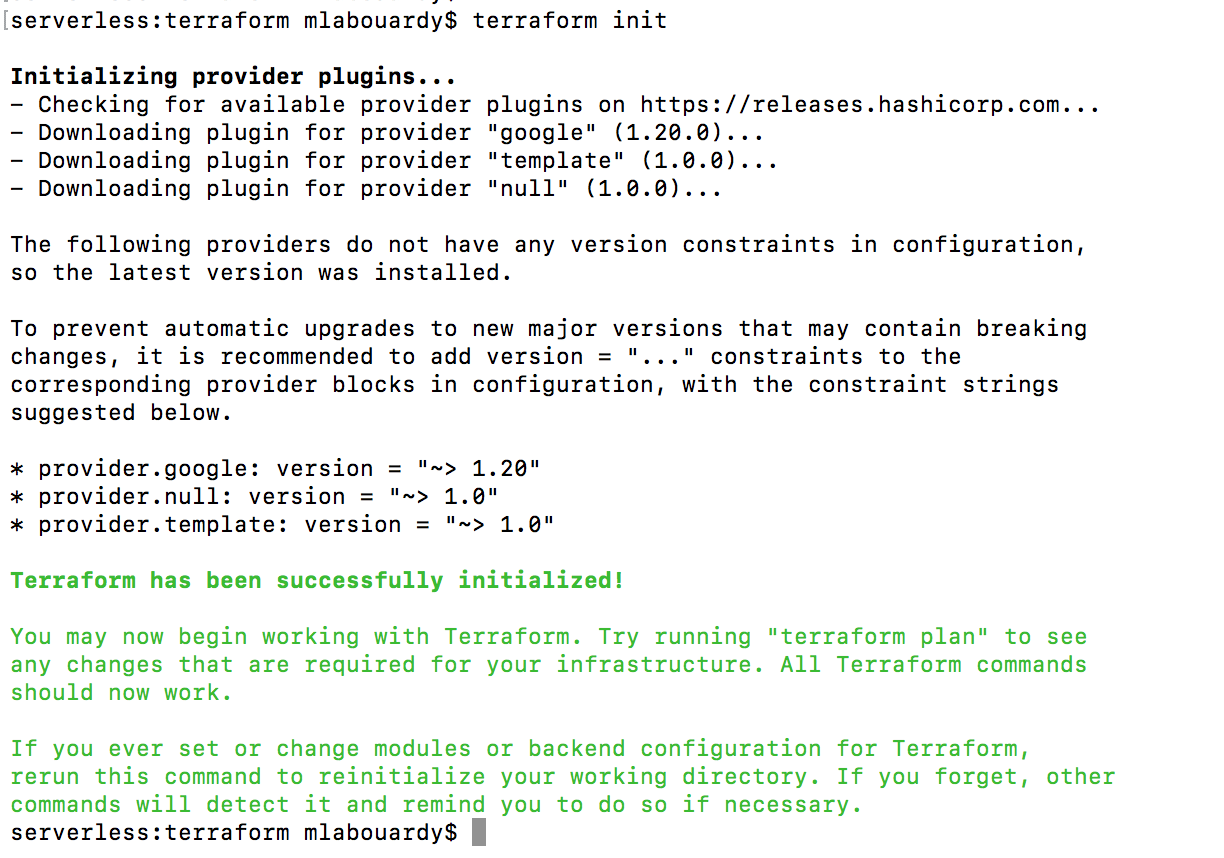 [serverless:terraform mlabouardy$ terraform init
Initializing provider plugins...
- Checking for available provider plugins on https://releases.hashicorp.com...
- Downloading plugin for provider "google" (1.20.0)...
- Downloading plugin for provider "template" (1.0.0)...
- Downloading plugin for provider "null" (1.0.0)...
The following providers do not have any version constraints in configuration,
so the latest version was installed.
To prevent automatic upgrades to new major versions that may contain breaking
changes, it is recommended to add version = "..." constraints to the
corresponding provider blocks in configuration, with the constraint strings
suggested below.
* provider.google: version = "~> 1.20"
* provider.null: version = "~> 1.0"
* provider.template: version = "~> 1.0"
Terraform has been successfully initialized!
You may now begin working with Terraform. Try running "terraform plan" to see
any changes that are required for your infrastructure. All Terraform commands
should now work.
If you ever set or change modules or backend configuration for Terraform,
rerun this command to reinitialize your working directory. If you forget, other
commands will detect it and remind you to do so if necessary.
serverless:terraform mlabouardy$